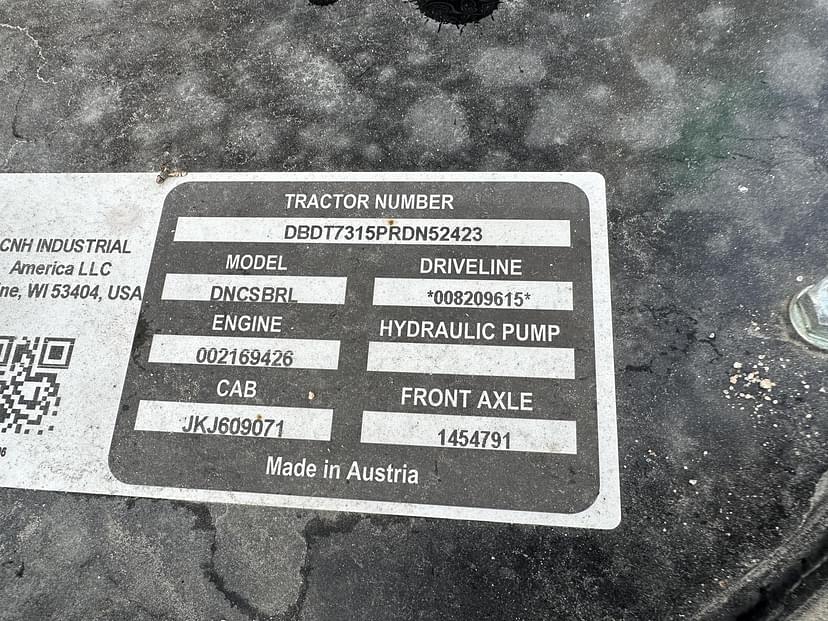 CNH INDUSTRIAL
America LLC
ne, WI 53404, USA
TRACTOR NUMBER
DBDT7315PRDN52423
MODEL
DNCSBRL
DRIVELINE
*008209615*
ENGINE
002169426
HYDRAULIC PUMP
CAB
JKJ609071
FRONT AXLE
1454791
Made in Austria